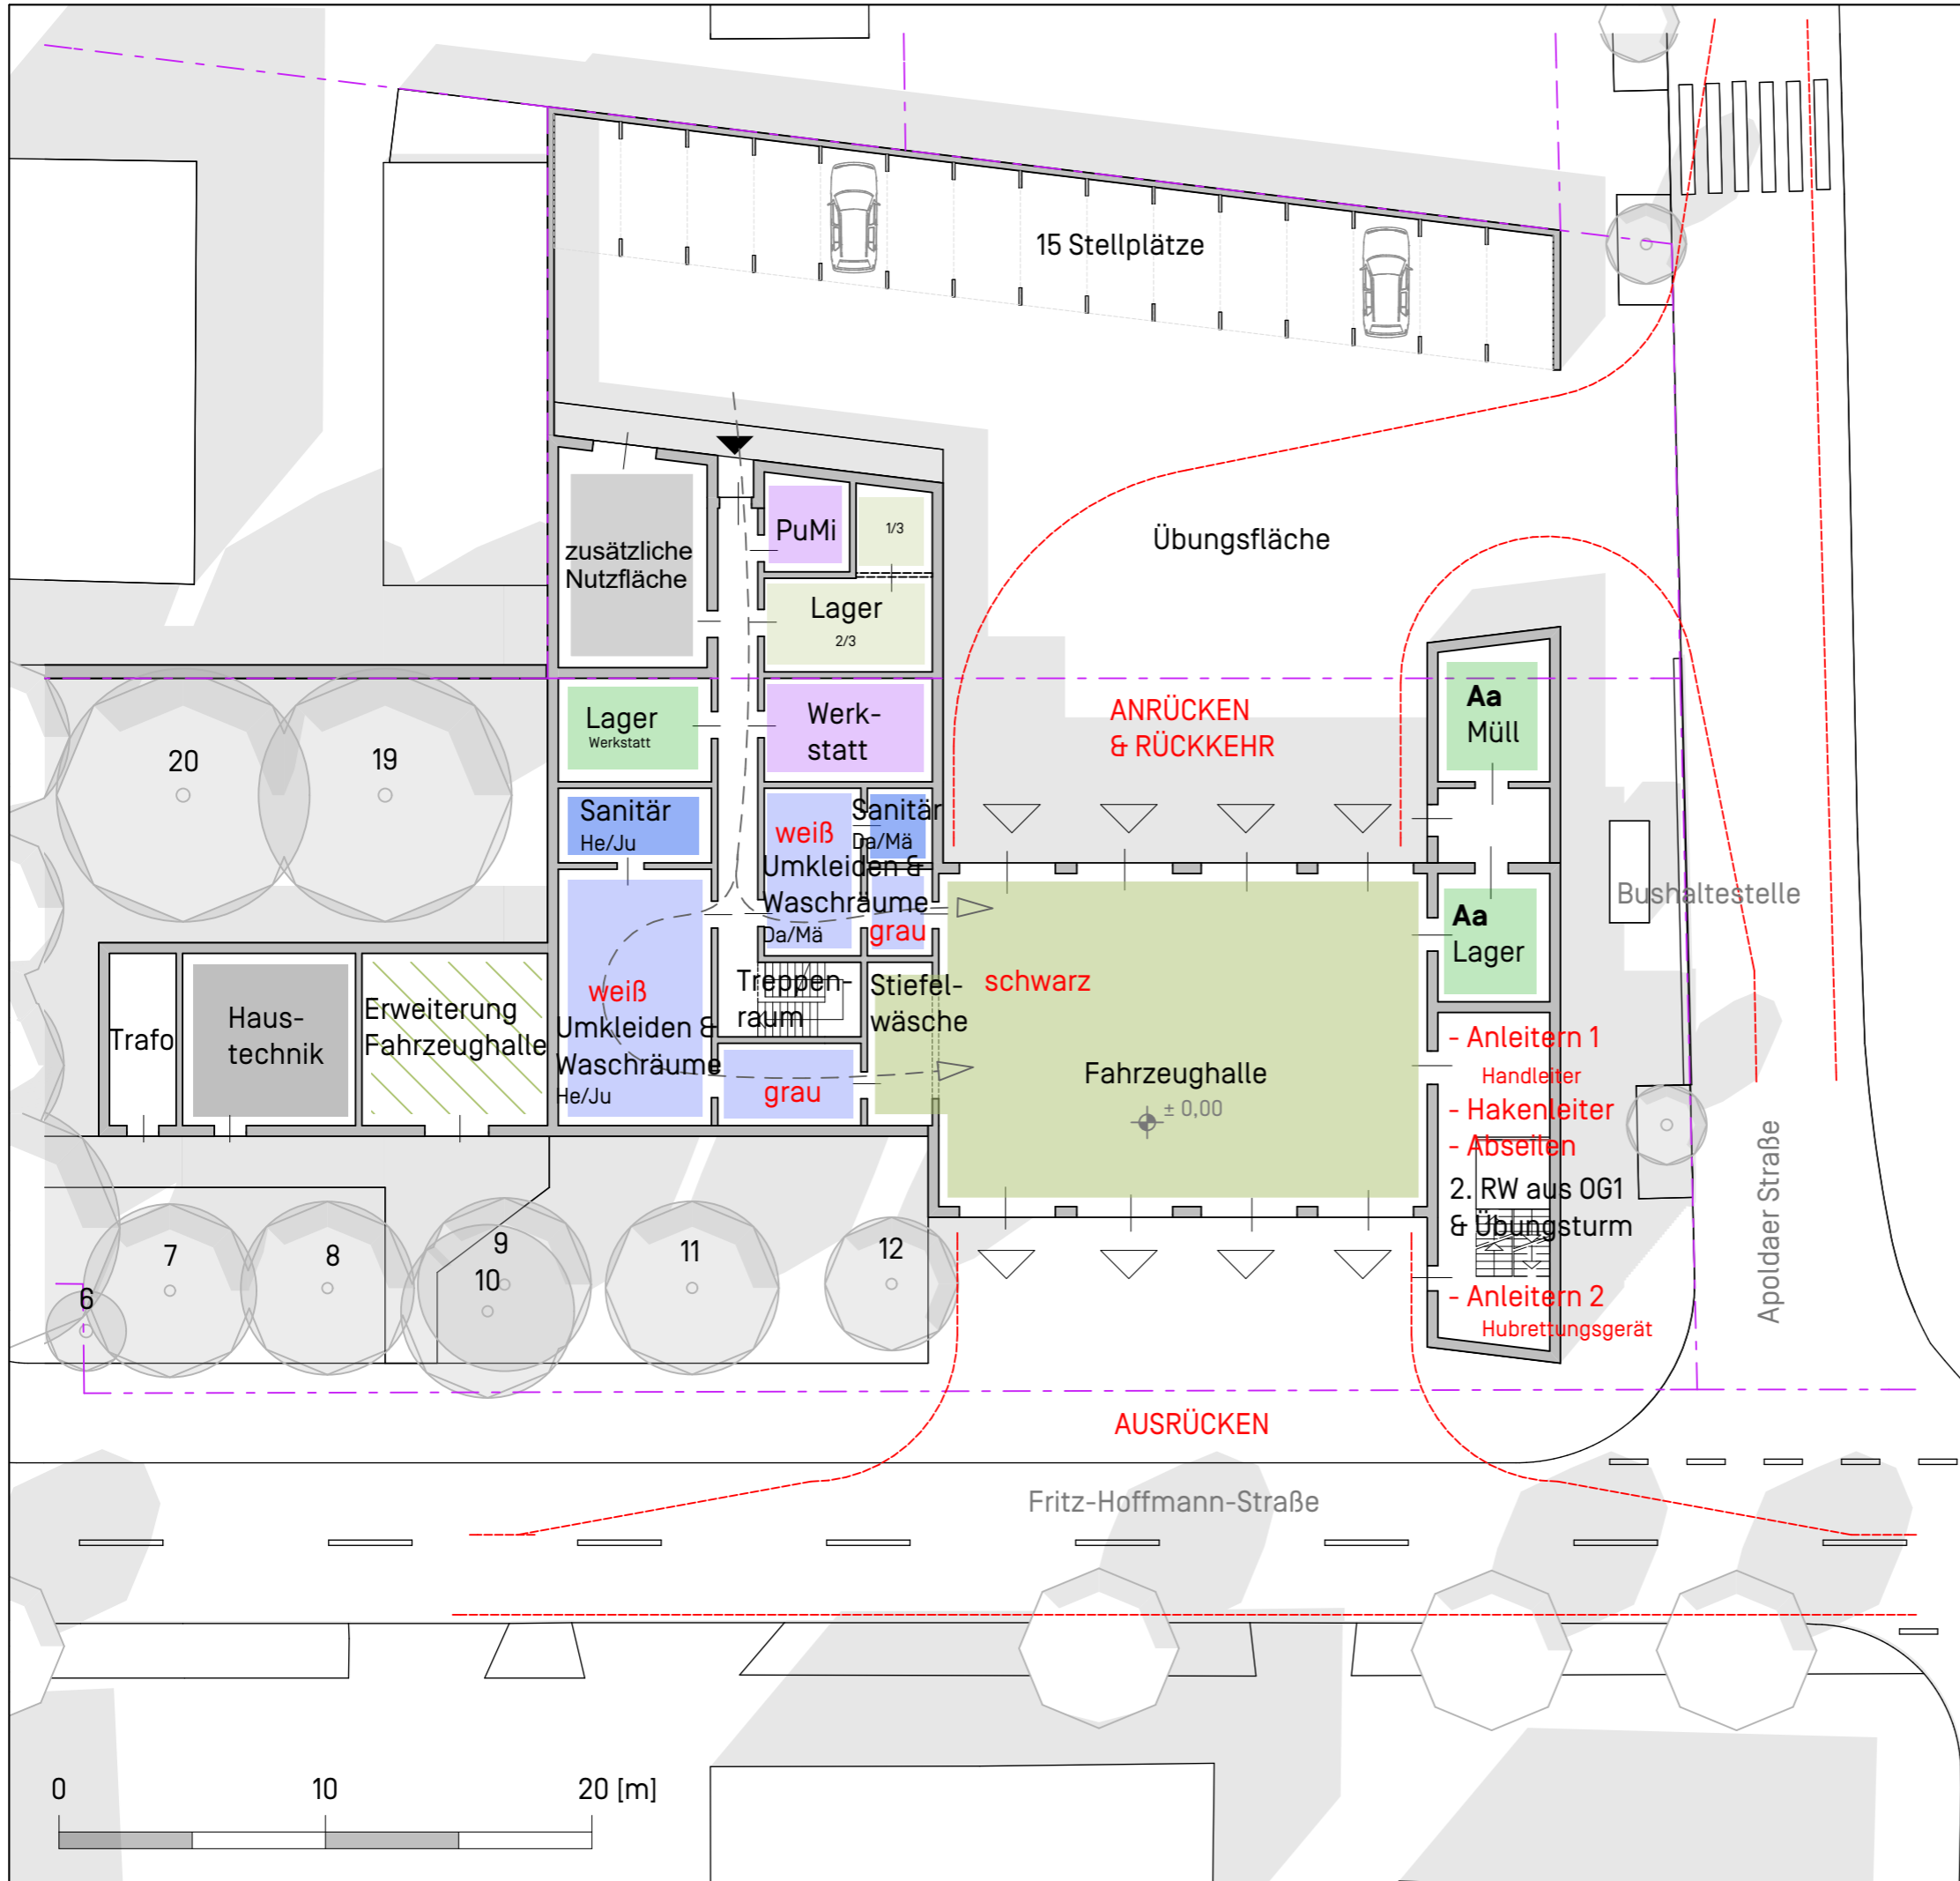 15 Stellplätze
Übungsfläche
zusätzliche
Nutzfläche
PuMi
1/3
Lager
2/3
Lager
Werkstatt
Werk-
statt
ANRÜCKEN
& RÜCKKEHR
Aa
Müll
20
19
Sanitär
He/Ju
weiß
Sanitär
Da/Mä
Umkleiden &
Waschräume
Da/Mä
grau
Bushaltestelle
Aa
Lager
Trafo
Haus-
technik
Erweiterung
Fahrzeughalle
weiß
Umkleiden &
Waschräume
He/Ju
Treppen-
raum
Stiefel-
wäsche
schwarz
grau
Fahrzeughalle
± 0,00
- Anleitern 1
Handleiter
- Hakenleiter
- Abseilen
2. RW aus OG1
& Übungsturm
- Anleitern 2
Hubrettungsgerät
Apoldaer Straße
6
7
8
9
10
11
12
AUSRÜCKEN
Fritz-Hoffmann-Straße
0
10
20 [m]